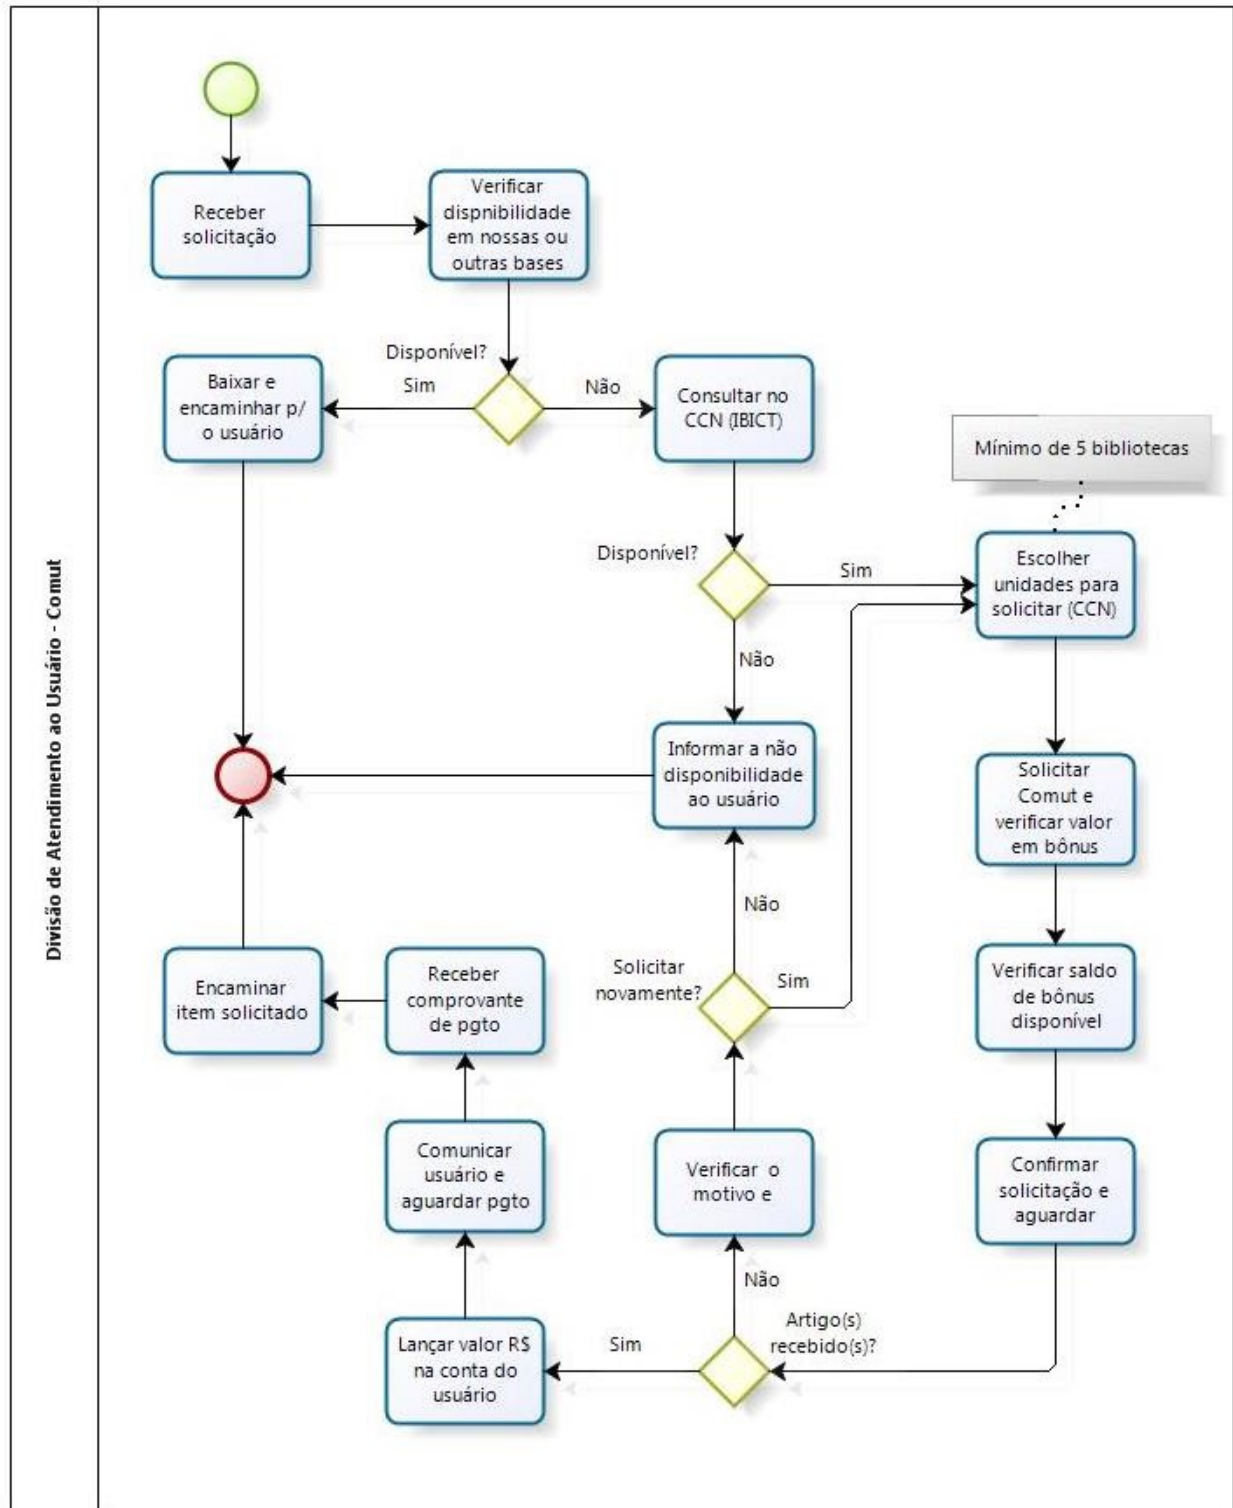 Divisão de Atendimento ao Usuário - Comut
Receber
solicitação
Verificar
dispnibilidade
em nossas ou
outras bases
Disponível?
Sim
Não
Baixar e
encaminhar p/
o usuário
Consultar no
CCN (IBICT)
Mínimo de 5 bibliotecas
Disponível?
Sim
Não
Escolher
unidades para
solicitar (CCN)
Informar a não
disponibilidade
ao usuário
Solicitar
Comut e
verificar valor
em bônus
Não
Solicitar
novamente?
Sim
Encaminar
item solicitado
Receber
comprovante
de pgto
Verificar saldo
de bônus
disponível
Comunicar
usuário e
aguardar pgto
Verificar o
motivo e
Confirmar
solicitação e
aguardar
Não
Artigo(s)
recebido(s)?
Sim
Lançar valor R$
na conta do
usuário